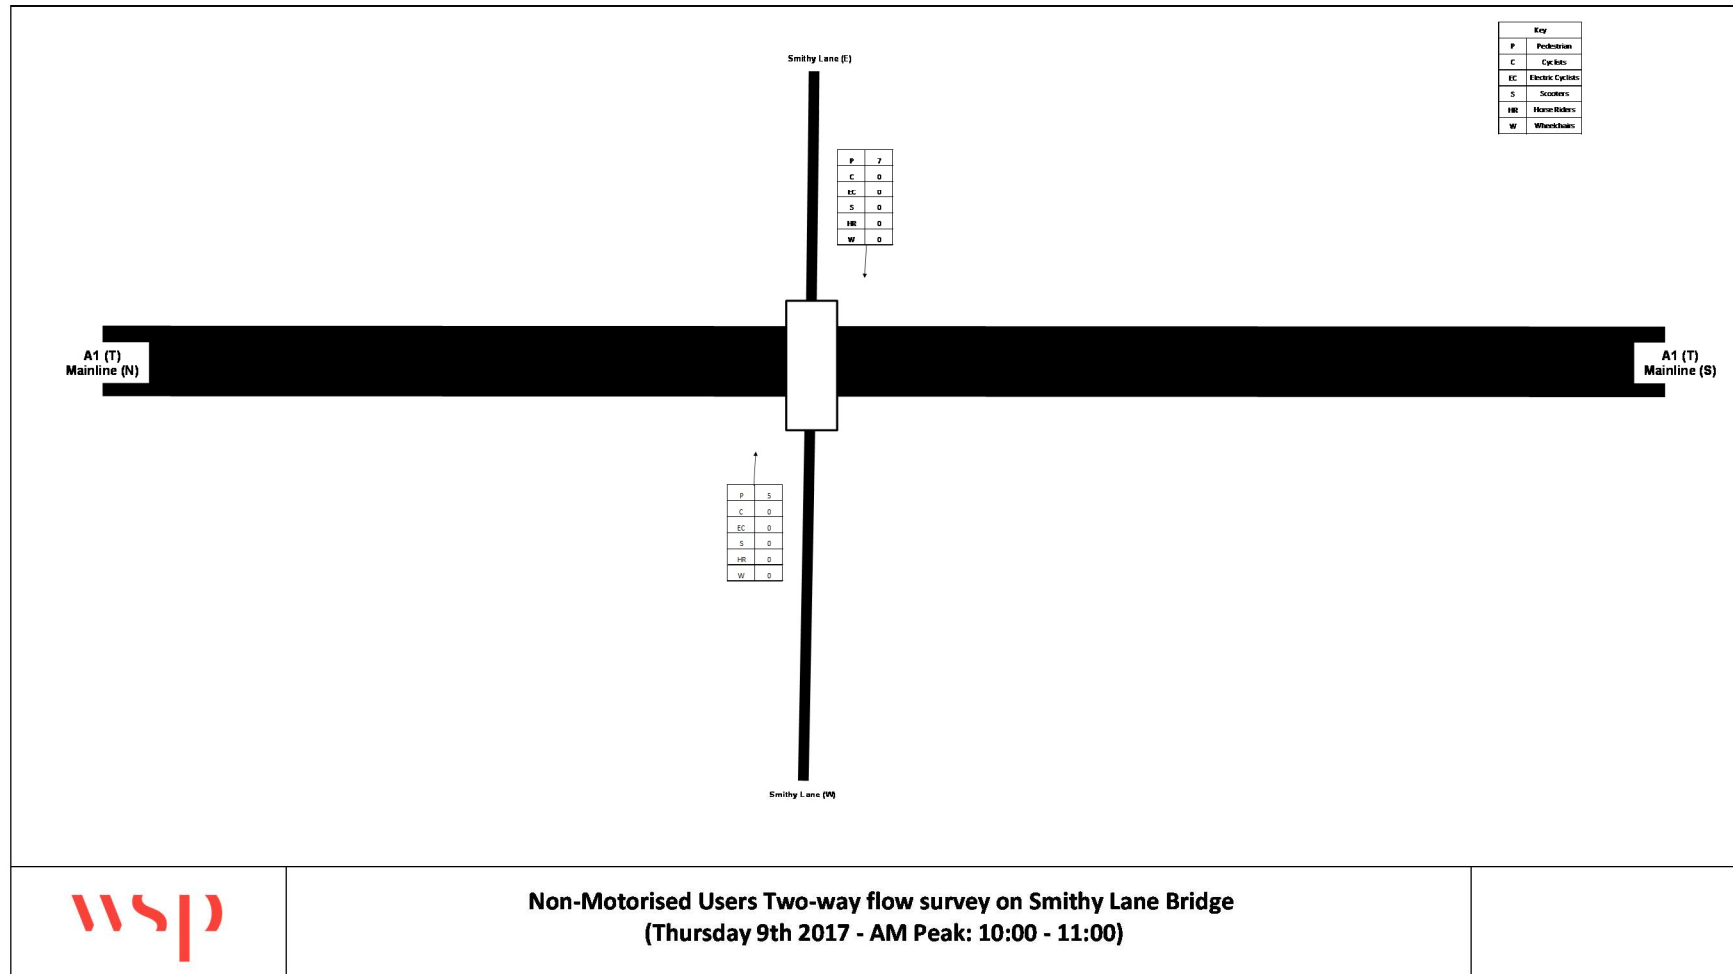 Smithy Lane (E)
Key
P Pedestrian
C Cyclists
EC Electric Cyclists
S Scooters
HR Horse Riders
W Wheelchairs
P 7
C 0
EC 0
S 0
HR 0
W 0
A1 (T)
Mainline (N)
A1 (T)
Mainline (S)
P 5
C 0
EC 0
S 0
HR 0
W 0
Smithy Lane (W)
wsp
Non-Motorised Users Two-way flow survey on Smithy Lane Bridge
(Thursday 9th 2017 - AM Peak: 10:00 - 11:00)